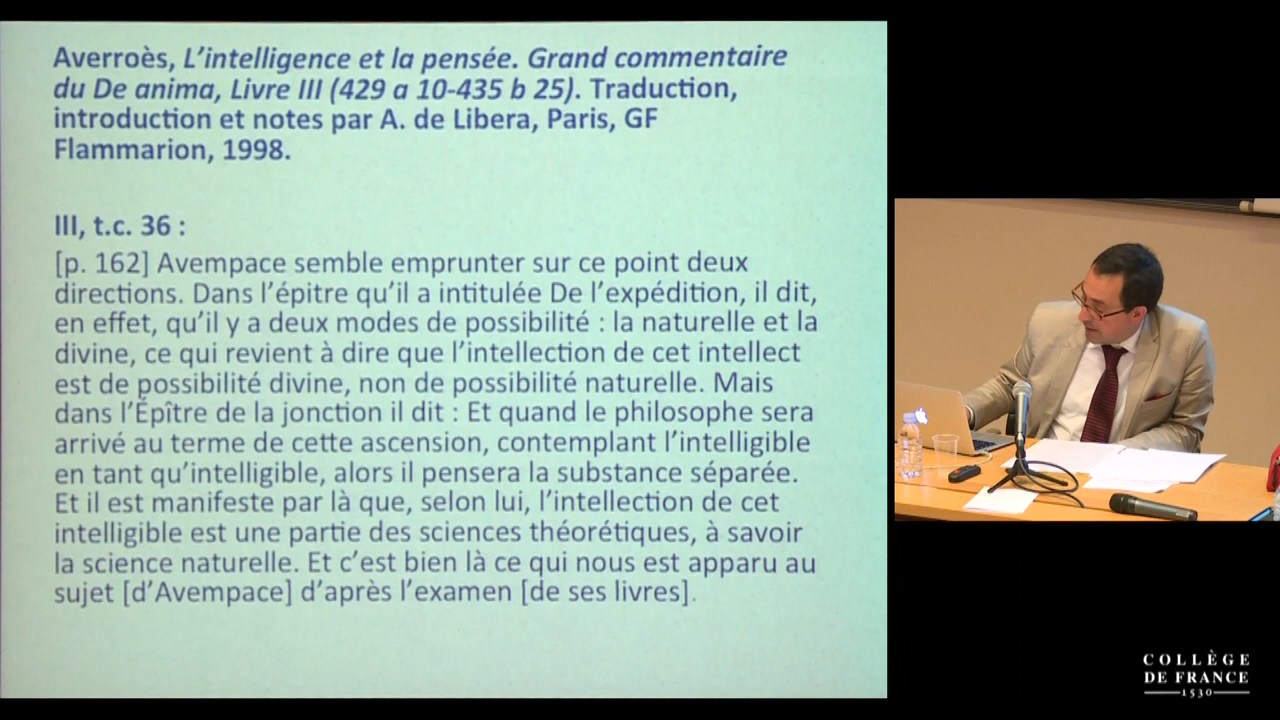 Averroès, L’intelligence et la pensée. Grand commentaire
du De anima, Livre III (429 a 10-435 b 25). Traduction,
introduction et notes par A. de Libera, Paris, GF
Flammarion, 1998.
III, t.c. 36 :
[p. 162] Avempace semble emprunter sur ce point deux
directions. Dans l’épitre qu’il a intitulée De l’expédition, il dit,
en effet, qu’il y a deux modes de possibilité : la naturelle et la
divine, ce qui revient à dire que l’intellection de cet intellect
est de possibilité divine, non de possibilité naturelle. Mais
dans l’Épître de la jonction il dit : Et quand le philosophe sera
arrivé au terme de cette ascension, contemplant l’intelligible
en tant qu’intelligible, alors il pensera la substance séparée.
Et il est manifeste par là que, selon lui, l’intellection de cet
intelligible est une partie des sciences théorétiques, à savoir
la science naturelle. Et c’est bien là ce qui nous est apparu au
sujet [d’Avempace] d’après l’examen [de ses livres].
COLLÈGE
DE FRANCE
1530